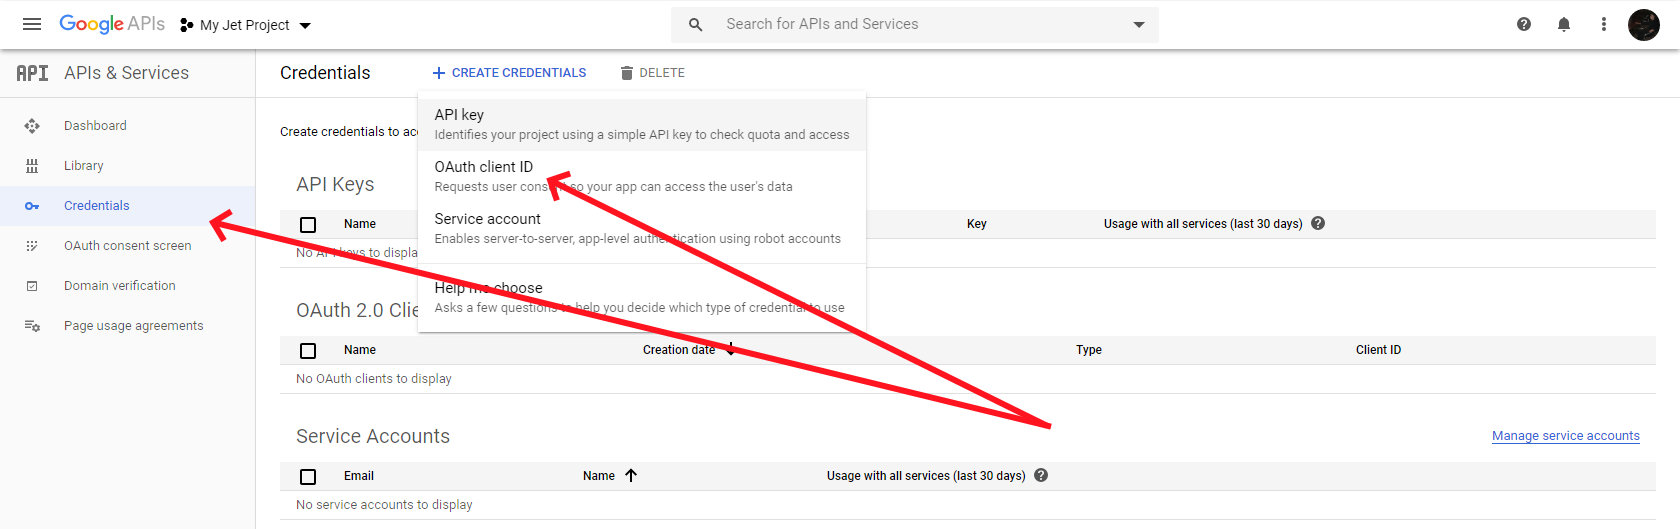 Google APIs My Jet Project Search for APIs and Services
API APIs & Services Credentials + CREATE CREDENTIALS DELETE
Dashboard
Library
Credentials
OAuth consent screen
Domain verification
Page usage agreements
Create credentials to acc
API key
Identifies your project using a simple API key to check quota and access
OAuth client ID
Requests user consent so your app can access the user's data
Service account
Enables server-to-server, app-level authentication using robot accounts
Help me choose
Asks a few questions to help you decide which type of credential to use
API Keys
Name Key Usage with all services (last 30 days)
No API keys to display
OAuth 2.0 Clie
Name Creation date Type Client ID
No OAuth clients to display
Service Accounts Manage service accounts
Email Name Usage with all services (last 30 days)
No service accounts to display